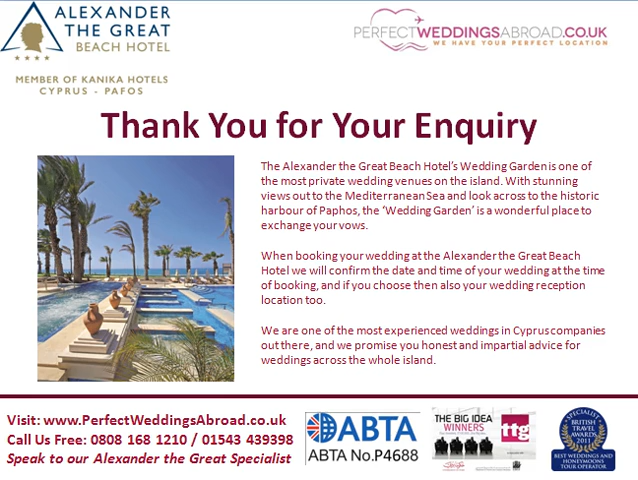 ALEXANDER
THE GREAT
BEACH HOTEL
MEMBER OF KANIKA HOTELS
CYPRUS - PAFOS
PERFECTWEDDINGSABROAD.CO.UK
WE HAVE YOUR PERFECT LOCATION
Thank You for Your Enquiry
The Alexander the Great Beach Hotel's Wedding Garden is one of
the most private wedding venues on the island. With stunning
views out to the Mediterranean Sea and look across to the historic
harbour of Paphos, the 'Wedding Garden' is a wonderful place to
exchange your vows.
When booking your wedding at the Alexander the Great Beach
Hotel we will confirm the date and time of your wedding at the time
of booking, and if you choose then also your wedding reception
location too.
We are one of the most experienced weddings in Cyprus companies
out there, and we promise you honest and impartial advice for
weddings across the whole island.
Visit: www.PerfectWeddingsAbroad.co.uk
Call Us Free: 0808 168 1210 / 01543 439398
Speak to our Alexander the Great Specialist
ABTA
ABTA No.P4688
THE BIG IDEA
WINNERS
ttg
SPECIALIST
BRITISH
TRAVEL
AWARDS
2011
BEST WEDDINGS AND
HONEYMOONS
TOUR OPERATOR